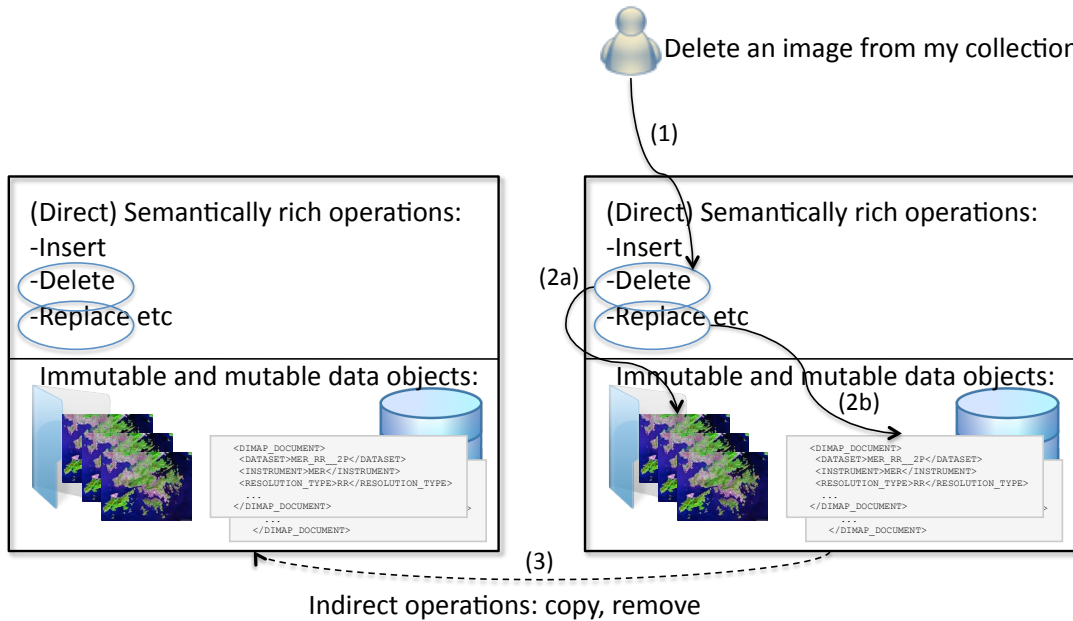 Delete an image from my collection
(1)
(Direct) Semantically rich operations:
-Insert
-Delete
-Replace etc
Immutable and mutable data objects:
<DIMAP_DOCUMENT>
<DATASET>MER_RR__2P</DATASET>
<INSTRUMENT>MER</INSTRUMENT>
<RESOLUTION_TYPE>RR</RESOLUTION_TYPE>
...
</DIMAP_DOCUMENT>
...
</DIMAP_DOCUMENT>
(Direct) Semantically rich operations:
-Insert
(2a)
-Delete
-Replace etc
Immutable and mutable data objects:
(2b)
<DIMAP_DOCUMENT>
<DATASET>MER_RR__2P</DATASET>
<INSTRUMENT>MER</INSTRUMENT>
<RESOLUTION_TYPE>RR</RESOLUTION_TYPE>
...
</DIMAP_DOCUMENT>
...
</DIMAP_DOCUMENT>
(3)
Indirect operations: copy, remove